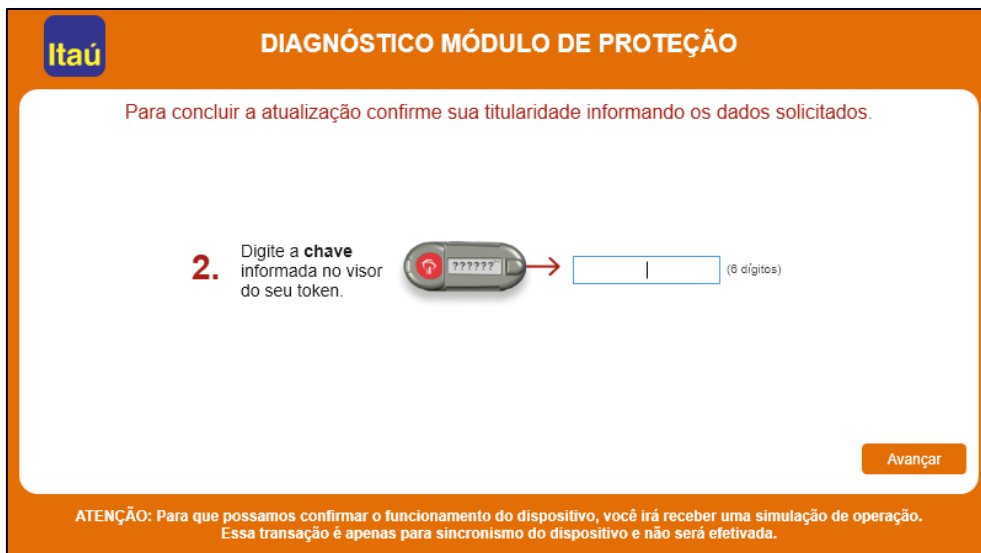 Itaú
DIAGNÓSTICO MÓDULO DE PROTEÇÃO
Para concluir a atualização confirme sua titularidade informando os dados solicitados.
2.
Digite a chave
informada no visor
do seu token.
??????
(6 dígitos)
Avançar
ATENÇÃO: Para que possamos confirmar o funcionamento do dispositivo, você irá receber uma simulação de operação.
Essa transação é apenas para sincronismo do dispositivo e não será efetivada.